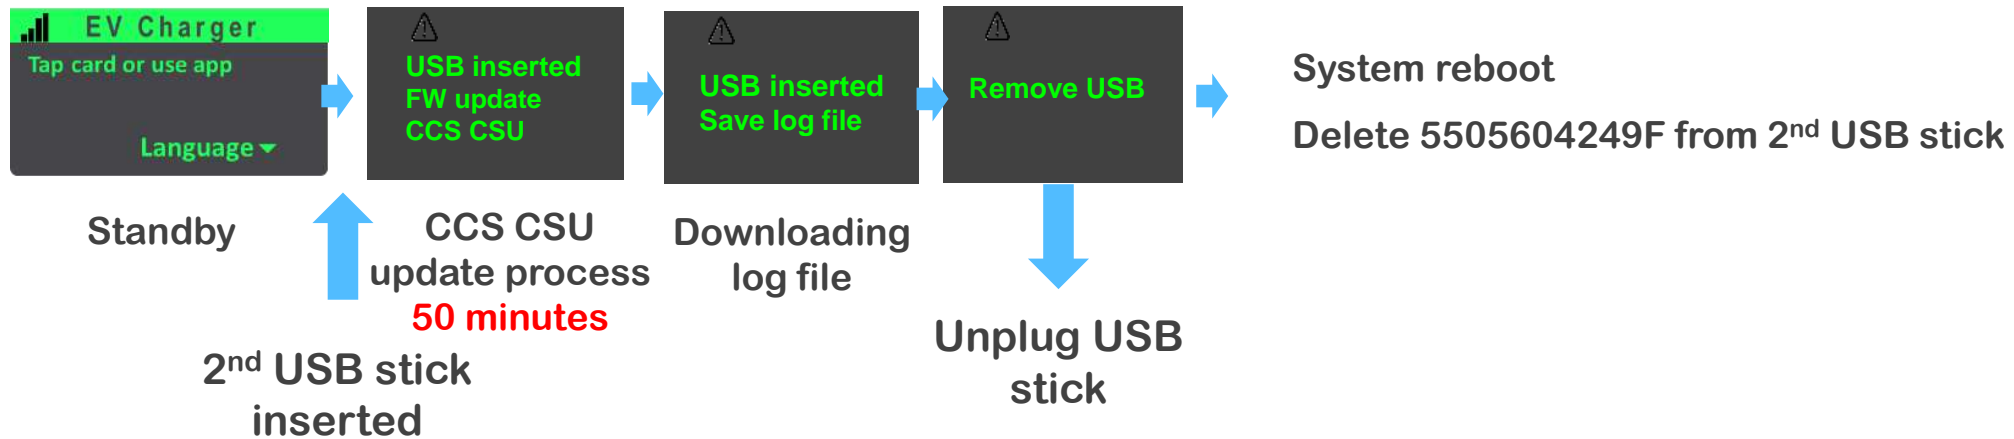 EV Charger
Tap card or use app
Language
Standby
2nd USB stick
inserted
USB inserted
FW update
CCS CSU
CCS CSU
update process
50 minutes
USB inserted
Save log file
Downloading
log file
Remove USB
Unplug USB
stick
System reboot
Delete 5505604249F from 2nd USB stick